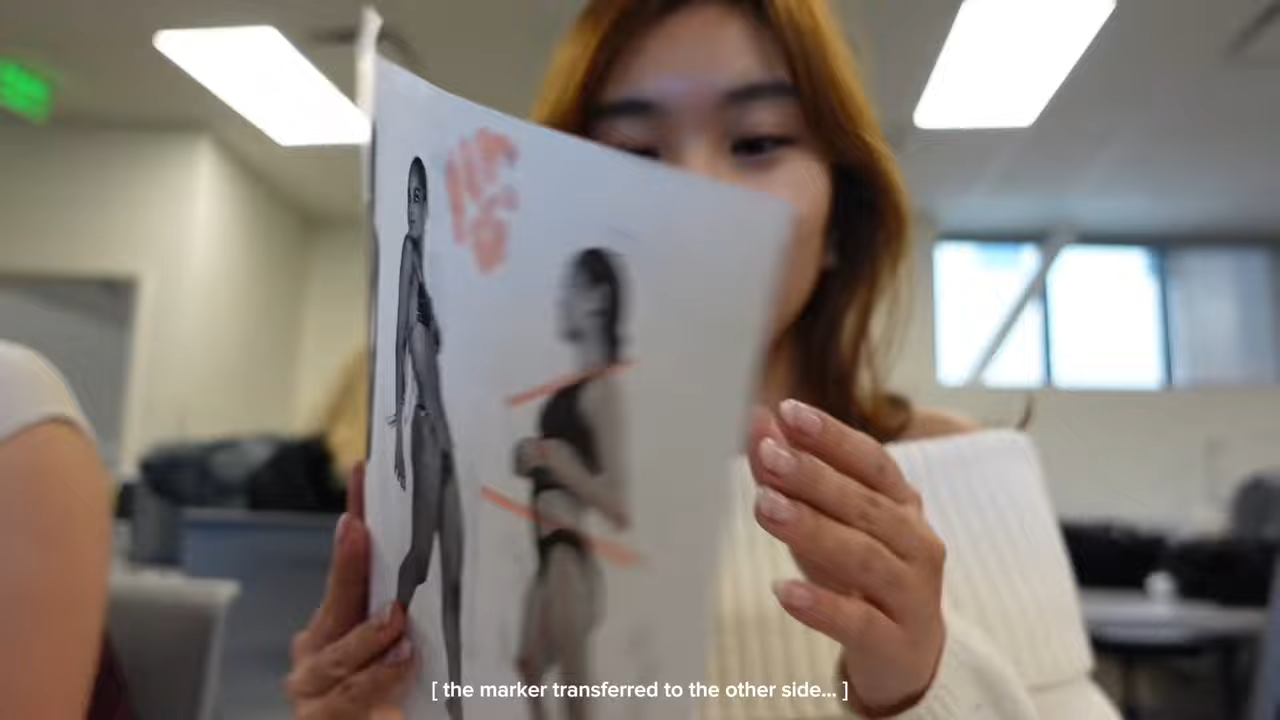 [ the marker transferred to the other side... ]